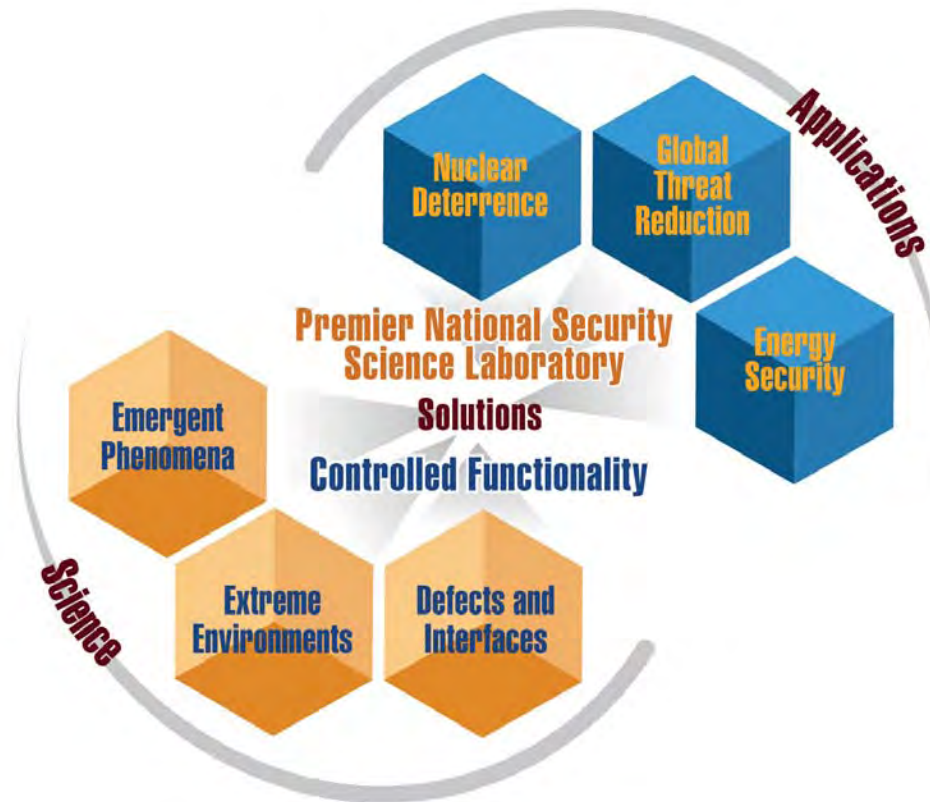 Applications
Nuclear
Deterrence
Global
Threat
Reduction
Energy
Security
Premier National Security
Science Laboratory
Solutions
Controlled Functionality
Emergent
Phenomena
Extreme
Environments
Defects and
Interfaces
Science